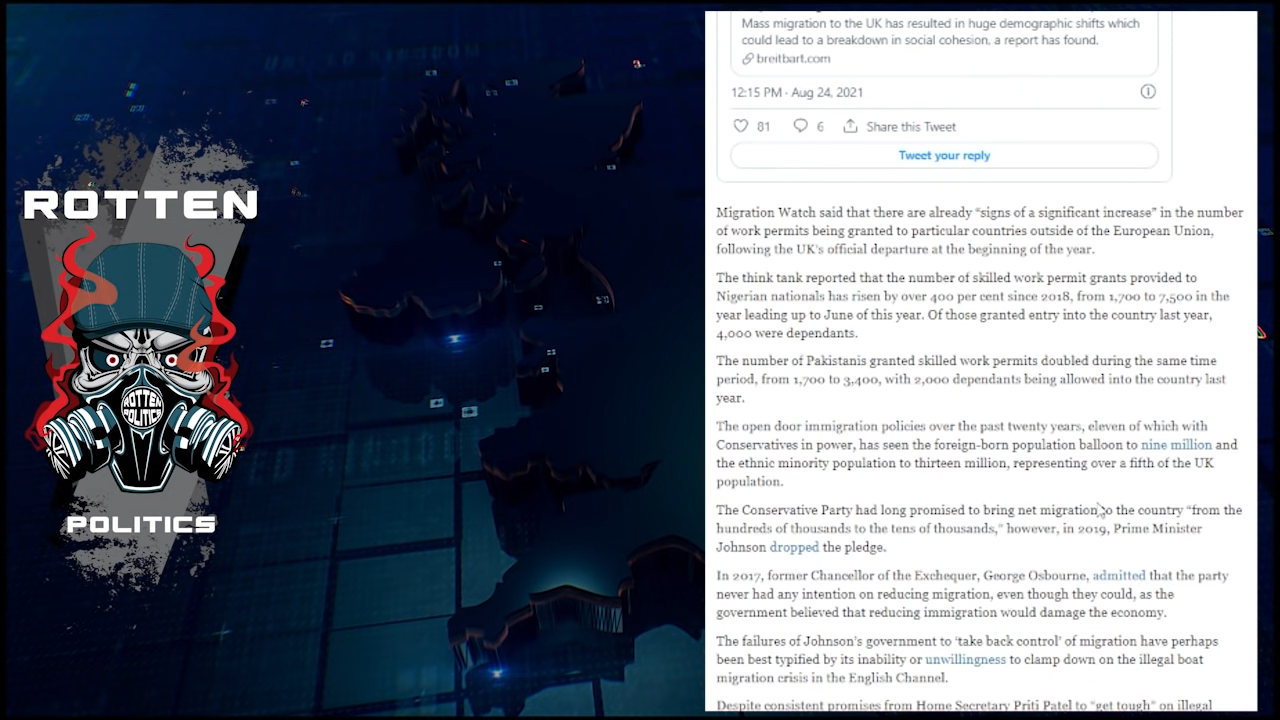 ROTTEN
ROTTEN
POLITICS
POLITICS
Mass migration to the UK has resulted in huge demographic shifts which
could lead to a breakdown in social cohesion, a report has found.
breitbart.com
12:15 PM · Aug 24, 2021
81 6 Share this Tweet
Tweet your reply
Migration Watch said that there are already “signs of a significant increase” in the number
of work permits being granted to particular countries outside of the European Union,
following the UK's official departure at the beginning of the year.
The think tank reported that the number of skilled work permit grants provided to
Nigerian nationals has risen by over 400 per cent since 2018, from 1,700 to 7,500 in the
year leading up to June of this year. Of those granted entry into the country last year,
4,000 were dependants.
The number of Pakistanis granted skilled work permits doubled during the same time
period, from 1,700 to 3,400, with 2,000 dependants being allowed into the country last
year.
The open door immigration policies over the past twenty years, eleven of which with
Conservatives in power, has seen the foreign-born population balloon to nine million and
the ethnic minority population to thirteen million, representing over a fifth of the UK
population.
The Conservative Party had long promised to bring net migration to the country “from the
hundreds of thousands to the tens of thousands,” however, in 2019, Prime Minister
Johnson dropped the pledge.
In 2017, former Chancellor of the Exchequer, George Osbourne, admitted that the party
never had any intention on reducing migration, even though they could, as the
government believed that reducing immigration would damage the economy.
The failures of Johnson's government to ‘take back control’ of migration have perhaps
been best typified by its inability or unwillingness to clamp down on the illegal boat
migration crisis in the English Channel.
Despite consistent promises from Home Secretary Priti Patel to “get tough” on illegal